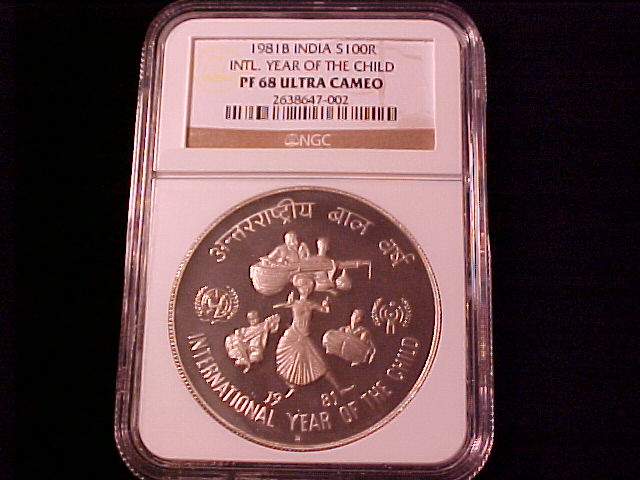 1981B INDIA S100R
INTL. YEAR OF THE CHILD
PF 68 ULTRA CAMEO
2638647-002
NGC
अन्तरराष्ट्रीय बाल वर्ष
19 81
INTERNATIONAL YEAR OF THE CHILD